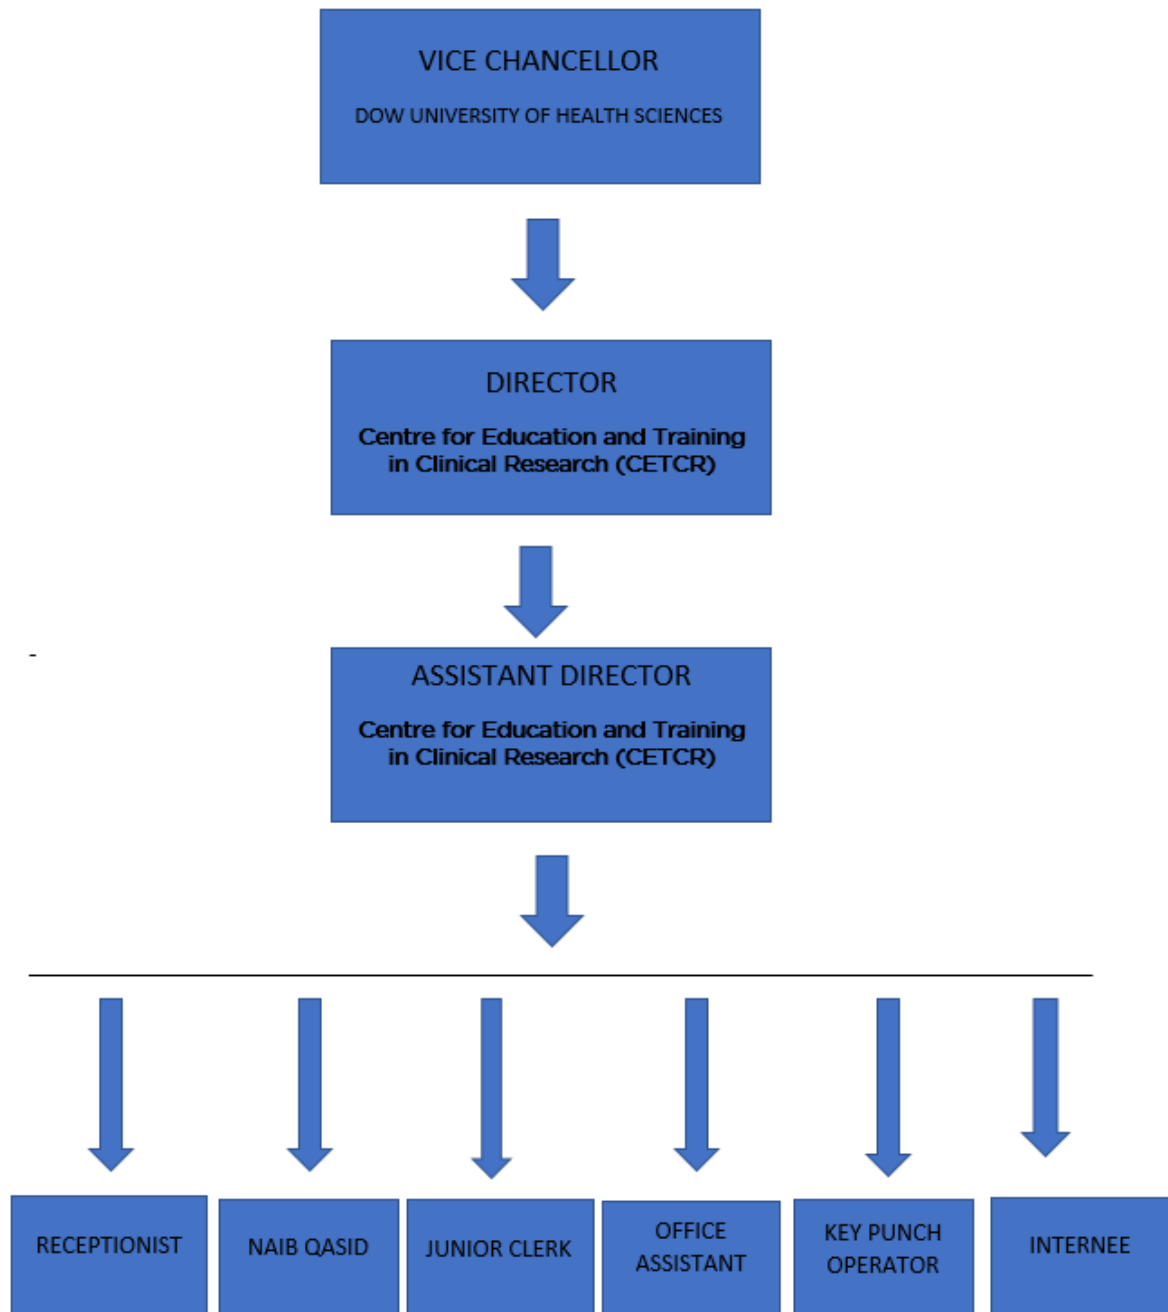 VICE CHANCELLOR
DOW UNIVERSITY OF HEALTH SCIENCES
DIRECTOR
Centre for Education and Training
in Clinical Research (CETCR)
-
ASSISTANT DIRECTOR
Centre for Education and Training
in Clinical Research (CETCR)
RECEPTIONIST
NAIB QASID
JUNIOR CLERK
OFFICE
ASSISTANT
KEY PUNCH
OPERATOR
INTERNEE